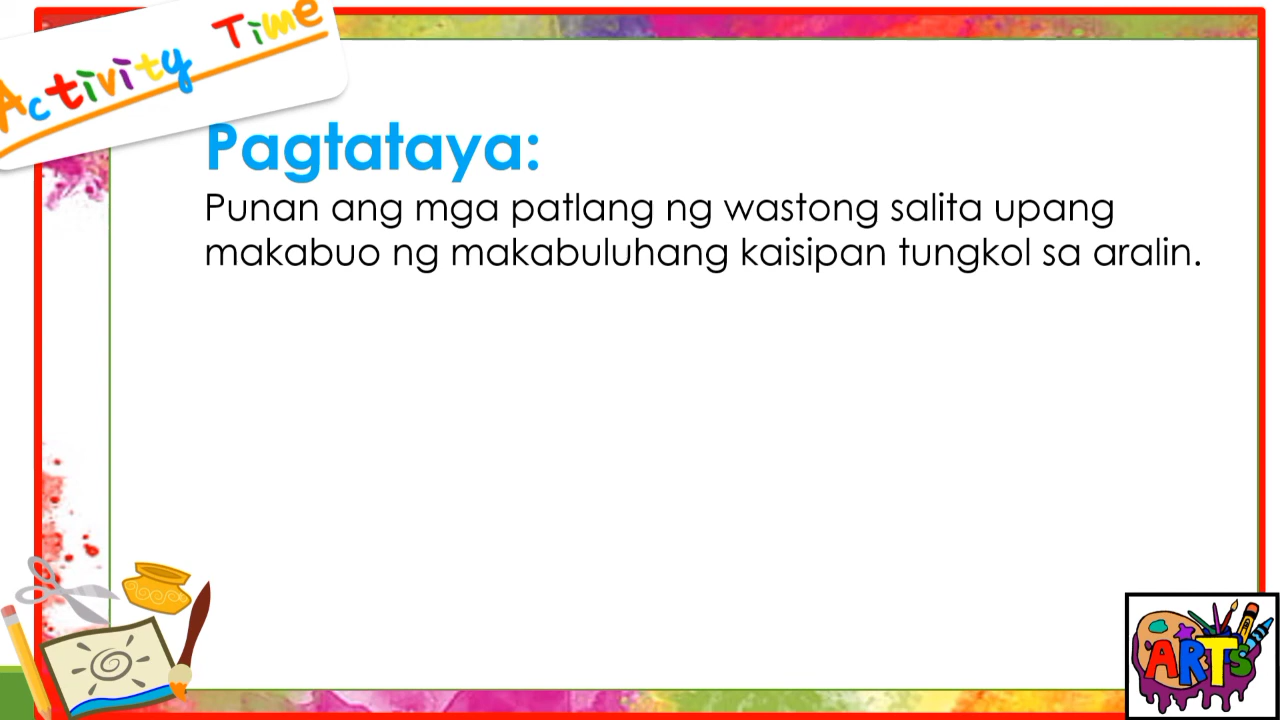 Activity Time
Pagtataya:
Punan ang mga patlang ng wastong salita upang
makabuo ng makabuluhang kaisipan tungkol sa aralin.
ARTS